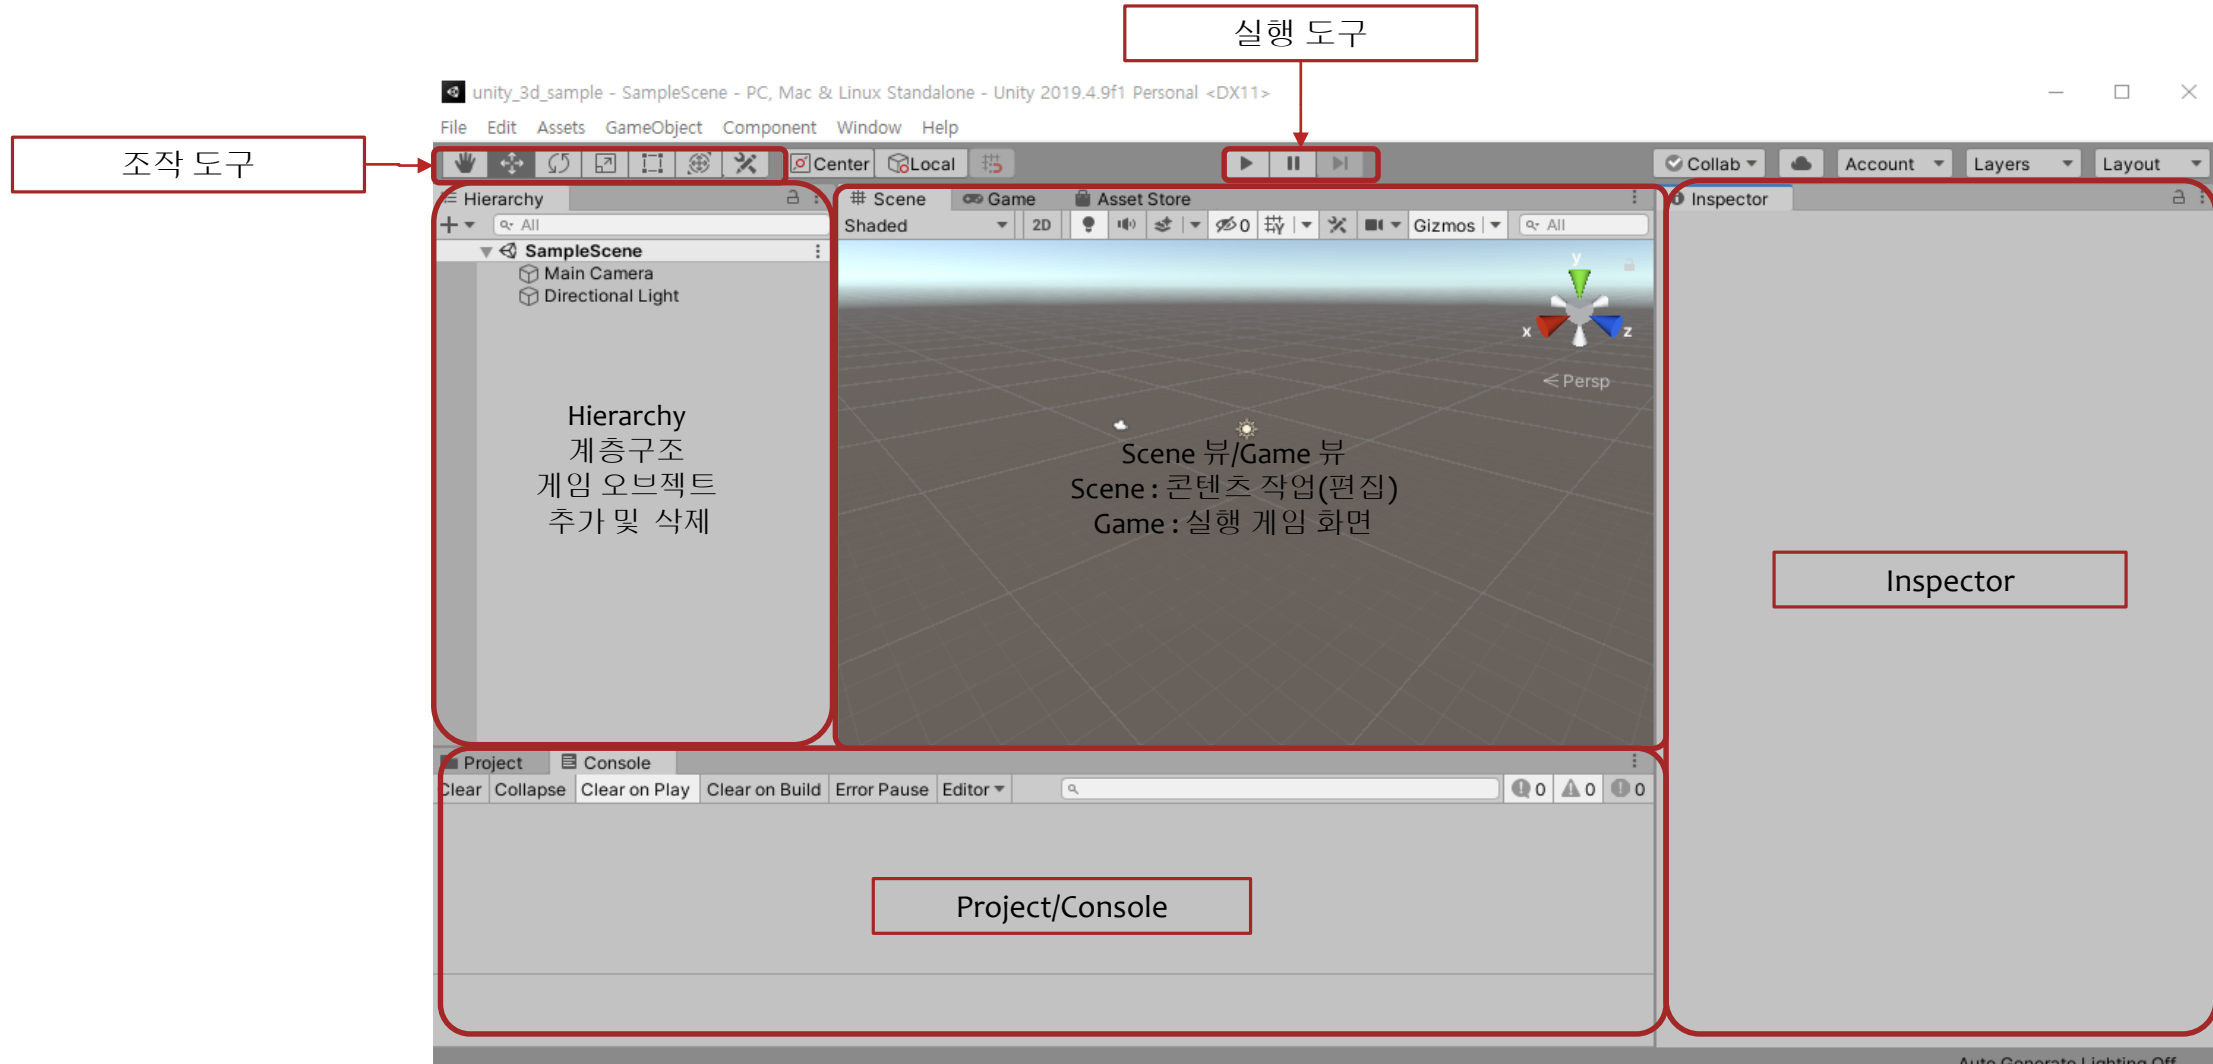 실행 도구
unity_3d_sample - SampleScene - PC, Mac & Linux Standalone - Unity 2019.4.9f1 Personal <DX11>
File Edit Assets GameObject Component Window Help
조작 도구
Center Local
Collab Account Layers Layout
Hierarchy
All
SampleScene
Main Camera
Directional Light
Hierarchy
계층구조
게임 오브젝트
추가 및 삭제
Scene Game Asset Store
Shaded 2D 0 Gizmos All
y
x z
Persp
Scene 뷰/Game 뷰
Scene : 콘텐츠 작업(편집)
Game : 실행 게임 화면
Inspector
Inspector
Project Console
Clear Collapse Clear on Play Clear on Build Error Pause Editor 0 0 0
Project/Console
Auto Generate Lighting Off